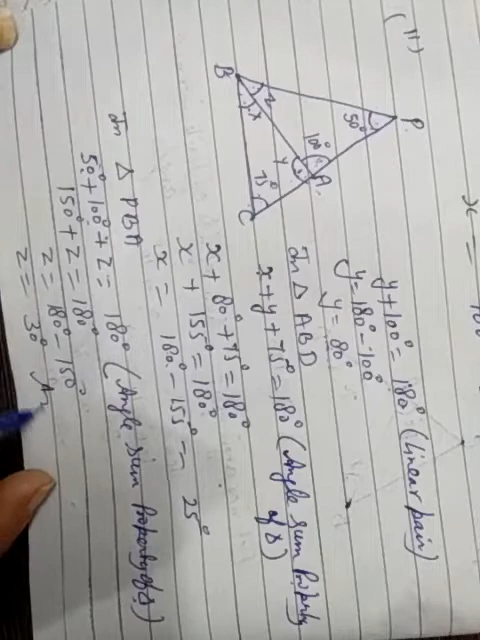 (11)
P
50°
100°
A
B
z
x
y
75°
C
y + 100° = 180° (Linear pair)
y = 180° - 100°
y = 80°
In Δ ABD
x + y + 75° = 180° (Angle sum property of Δ)
x + 80° + 75° = 180°
x + 155° = 180°
x = 180° - 155° = 25°
In Δ PBA
50° + 100° + z = 180° (Angle sum property of Δ)
150° + z = 180°
z = 180° - 150°
z = 30°